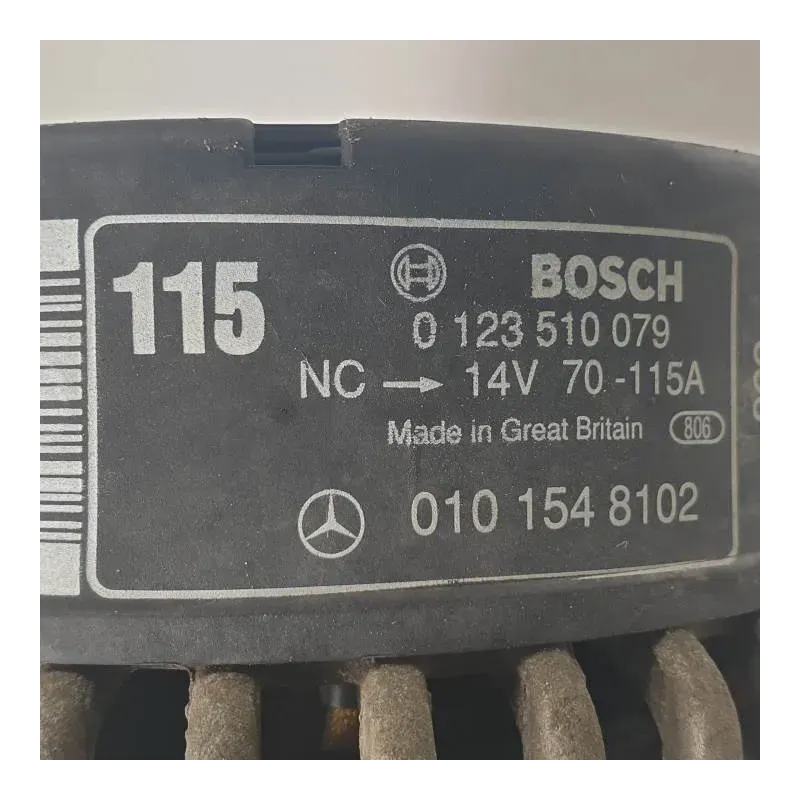 115
BOSCH
0 123 510 079
NC → 14V 70-115A
Made in Great Britain 806
010 154 8102